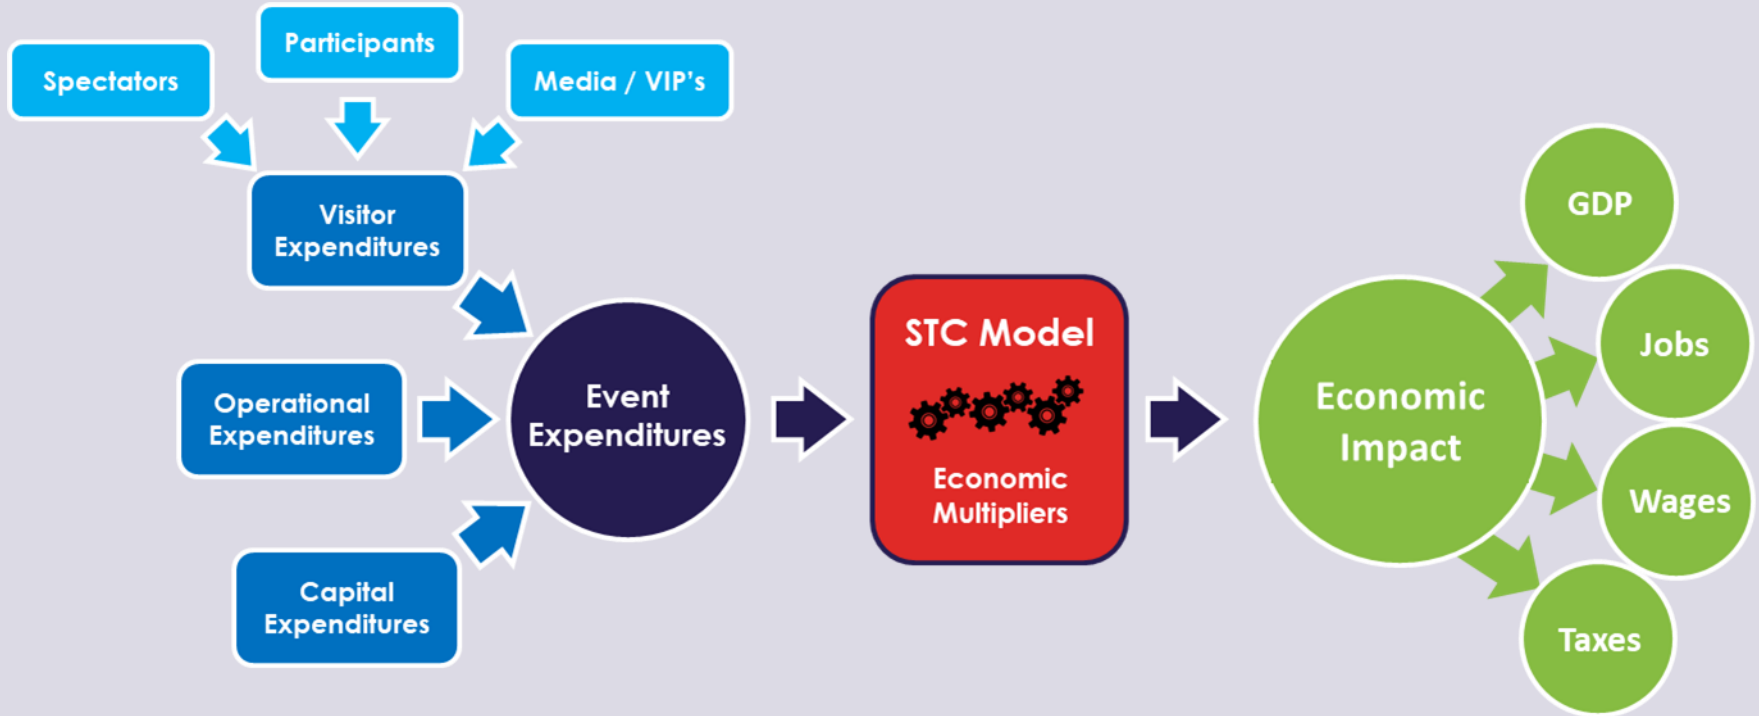 Participants
Spectators
Media / VIP's
Visitor
Expenditures
Operational
Expenditures
Capital
Expenditures
Event
Expenditures
STC Model
Economic
Multipliers
Economic
Impact
GDP
Jobs
Wages
Taxes